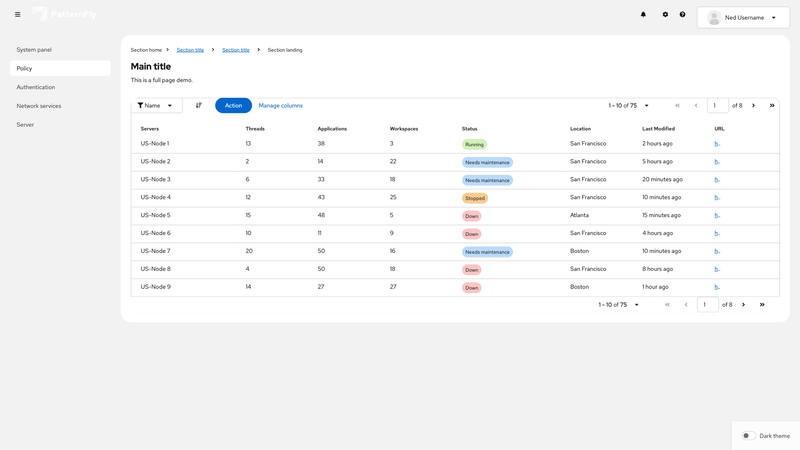 PatternFly
Ned Username
System panel
Policy
Authentication
Network services
Server
Section home Section title Section title Section landing
Main title
This is a full page demo.
Name Action Manage columns 1 - 10 of 75 1 of 8
Servers Threads Applications Workspaces Status Location Last Modified URL
US-Node 1 13 38 3 Running San Francisco 2 hours ago h.
US-Node 2 2 14 22 Needs maintenance San Francisco 5 hours ago h.
US-Node 3 6 33 18 Needs maintenance San Francisco 20 minutes ago h.
US-Node 4 12 43 25 Stopped San Francisco 10 minutes ago h.
US-Node 5 15 48 5 Down Atlanta 15 minutes ago h.
US-Node 6 10 11 9 Down San Francisco 4 hours ago h.
US-Node 7 20 50 16 Needs maintenance Boston 10 minutes ago h.
US-Node 8 4 50 18 Down San Francisco 8 hours ago h.
US-Node 9 14 27 27 Down Boston 1 hour ago h.
1 - 10 of 75 1 of 8
Dark theme